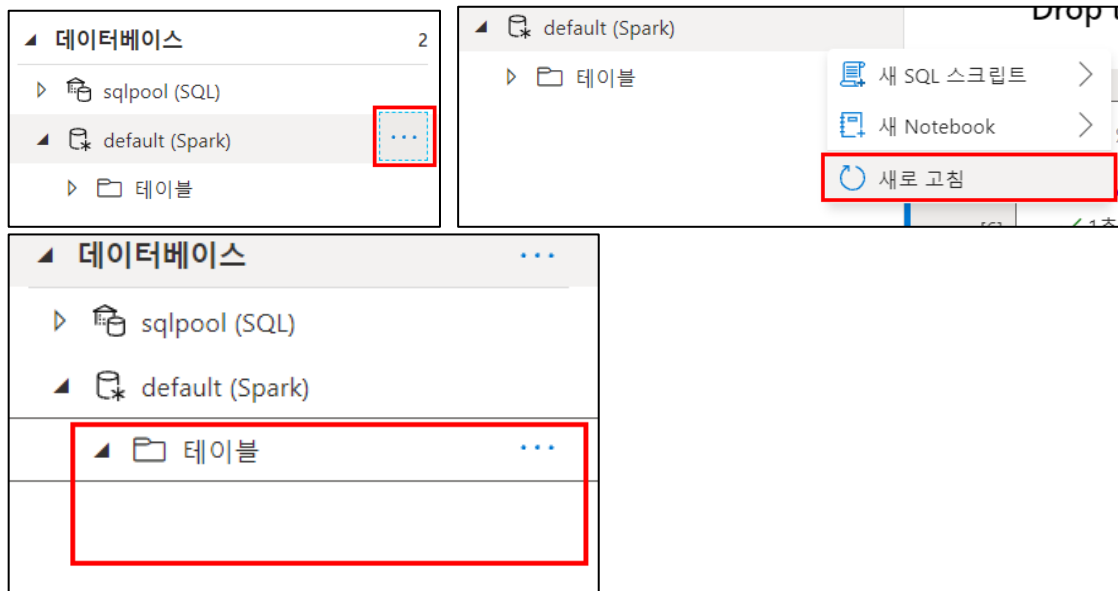 데이터베이스 2
sqlpool (SQL)
default (Spark)
테이블
default (Spark)
테이블
새 SQL 스크립트
새 Notebook
새로 고침
데이터베이스
sqlpool (SQL)
default (Spark)
테이블